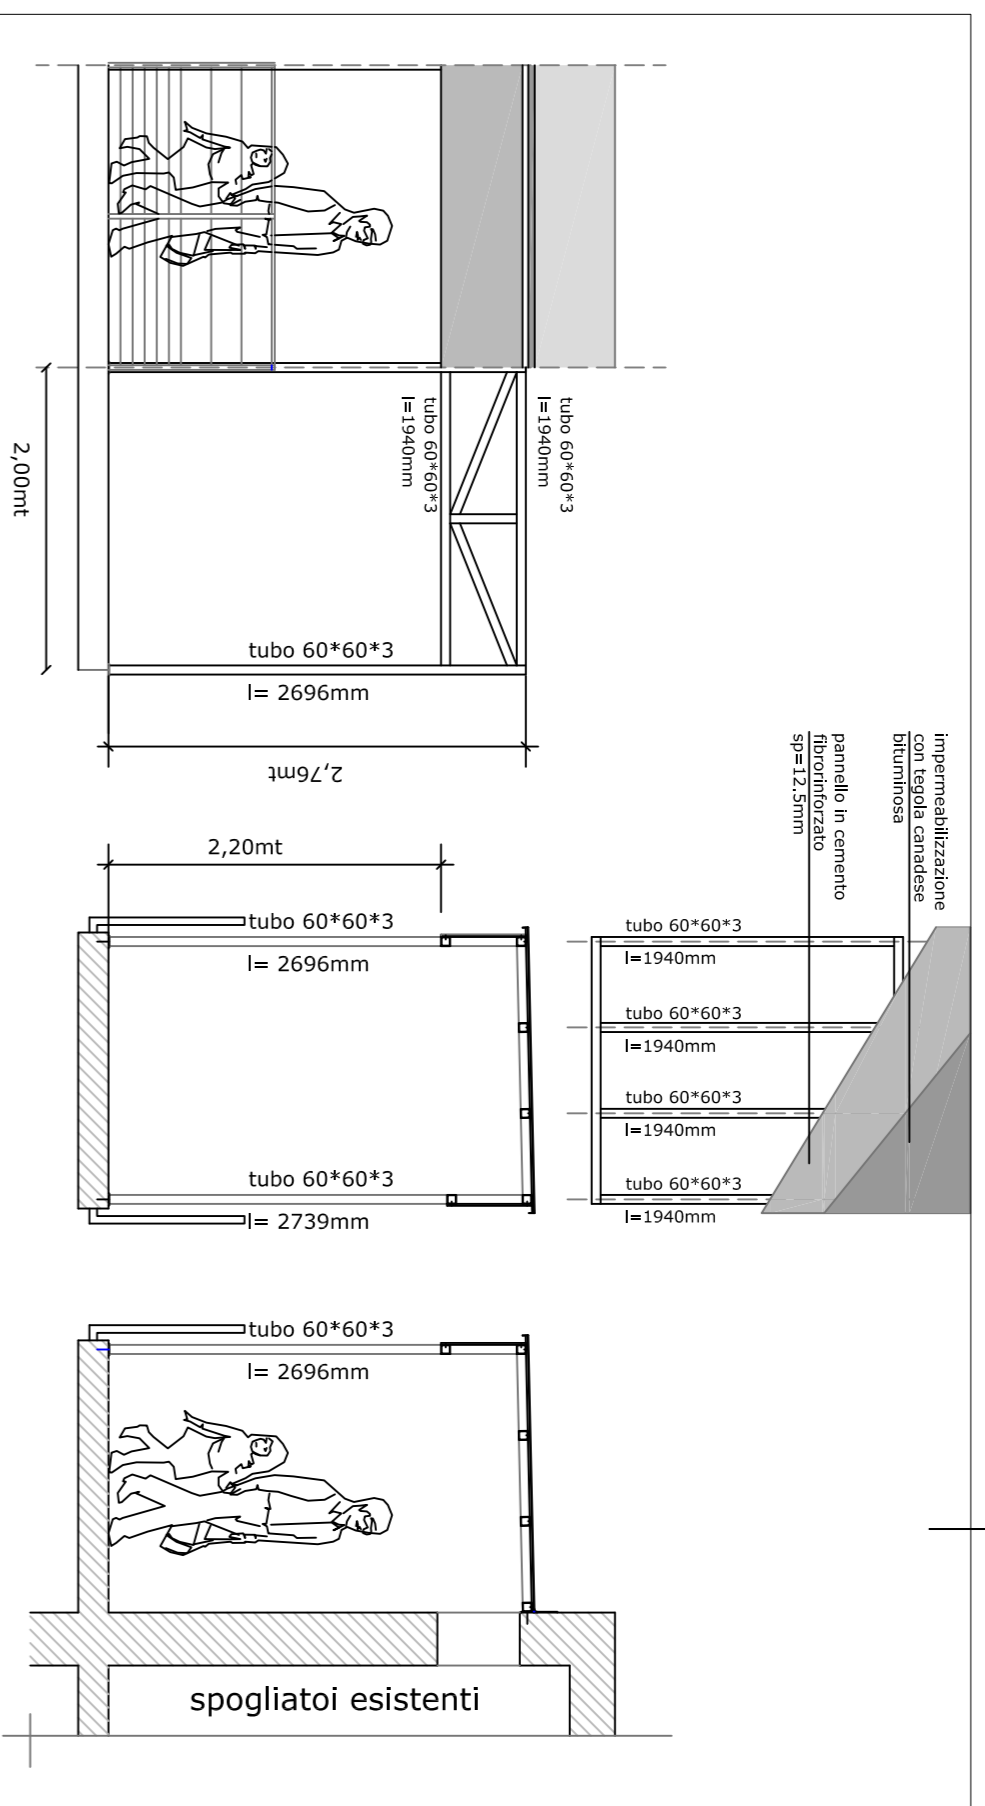 tubo 60*60*3
l=1940mm
tubo 60*60*3
l=1940mm
2,00mt
tubo 60*60*3
l= 2696mm
2,76mt
impermeabilizzazione
con tegola canadese
bituminosa
pannello in cemento
fibrorinforzato
sp=12.5mm
2,20mt
tubo 60*60*3
l= 2696mm
tubo 60*60*3
l=1940mm
tubo 60*60*3
l=1940mm
tubo 60*60*3
l=1940mm
tubo 60*60*3
l=1940mm
tubo 60*60*3
l= 2739mm
tubo 60*60*3
l= 2696mm
spogliatoi esistenti